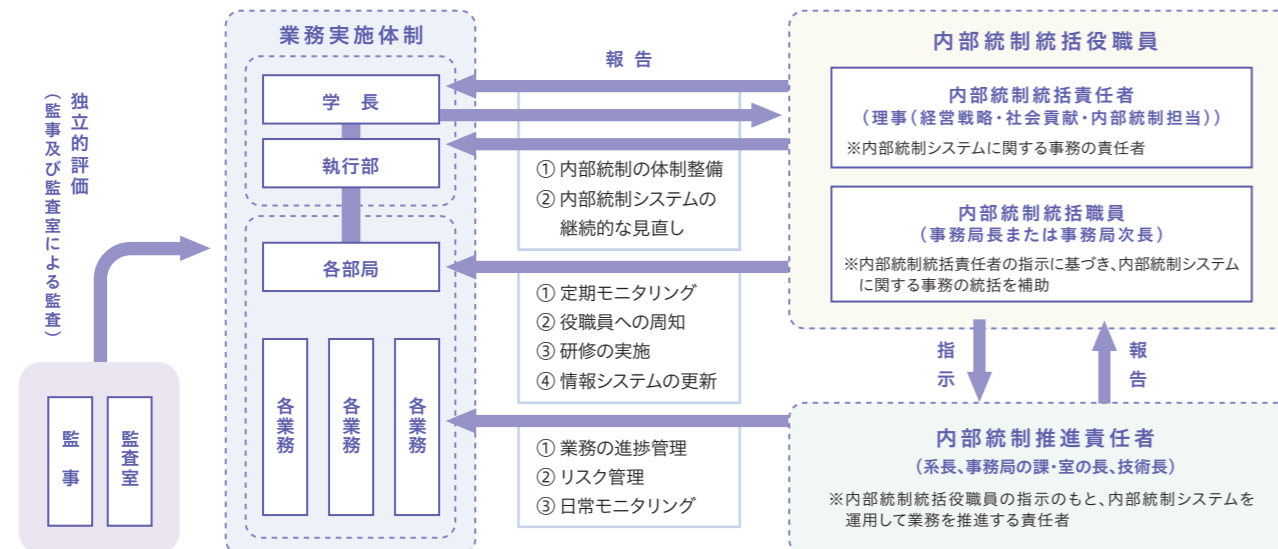 独立的評価
（監事及び監査室による監査）
監事
監査室
業務実施体制
学長
執行部
各部局
各業務
各業務
各業務
報告
① 内部統制の体制整備
② 内部統制システムの
継続的な見直し
① 定期モニタリング
② 役職員への周知
③ 研修の実施
④ 情報システムの更新
① 業務の進捗管理
② リスク管理
③ 日常モニタリング
内部統制統括役職員
内部統制統括責任者
（理事（経営戦略・社会貢献・内部統制担当））
※内部統制システムに関する事務の責任者
内部統制統括職員
（事務局長または事務局次長）
※内部統制統括責任者の指示に基づき、内部統制システム
に関する事務の統括を補助
指示
報告
内部統制推進責任者
（系長、事務局の課・室の長、技術長）
※内部統制統括役職員の指示のもと、内部統制システムを
運用して業務を推進する責任者